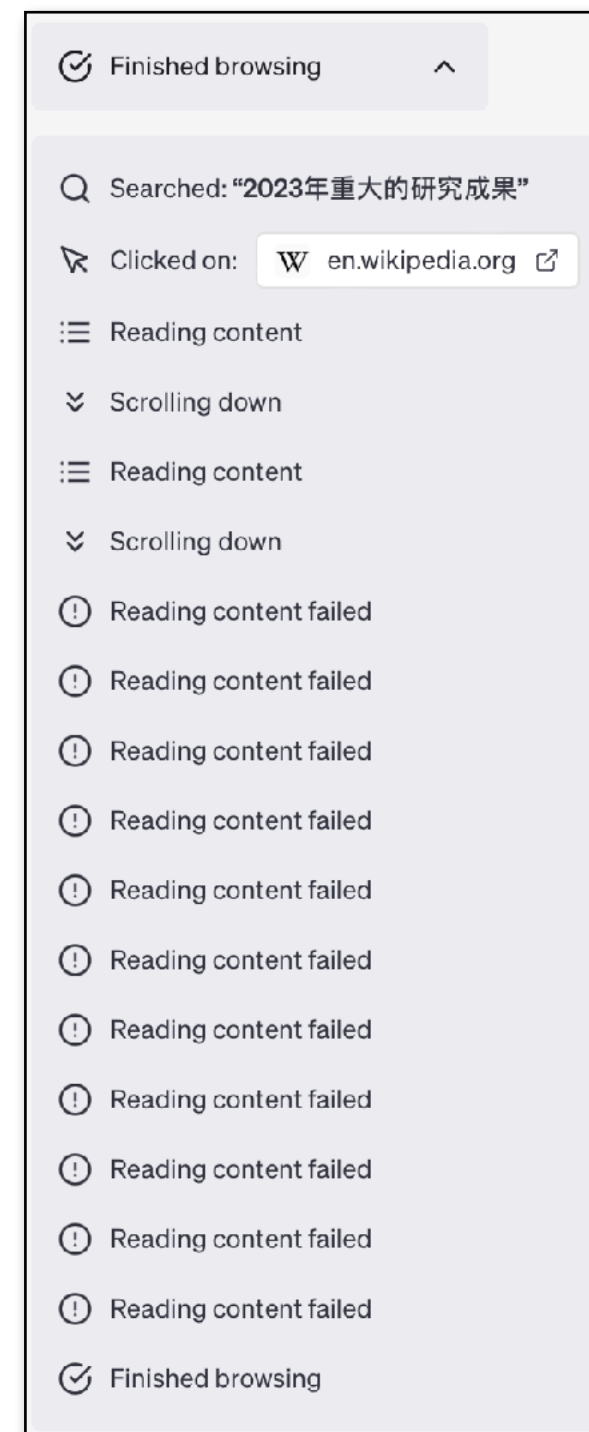 Finished browsing
Searched: “2023年重大的研究成果”
Clicked on: W en.wikipedia.org
Reading content
Scrolling down
Reading content
Scrolling down
Reading content failed
Reading content failed
Reading content failed
Reading content failed
Reading content failed
Reading content failed
Reading content failed
Reading content failed
Reading content failed
Reading content failed
Reading content failed
Finished browsing